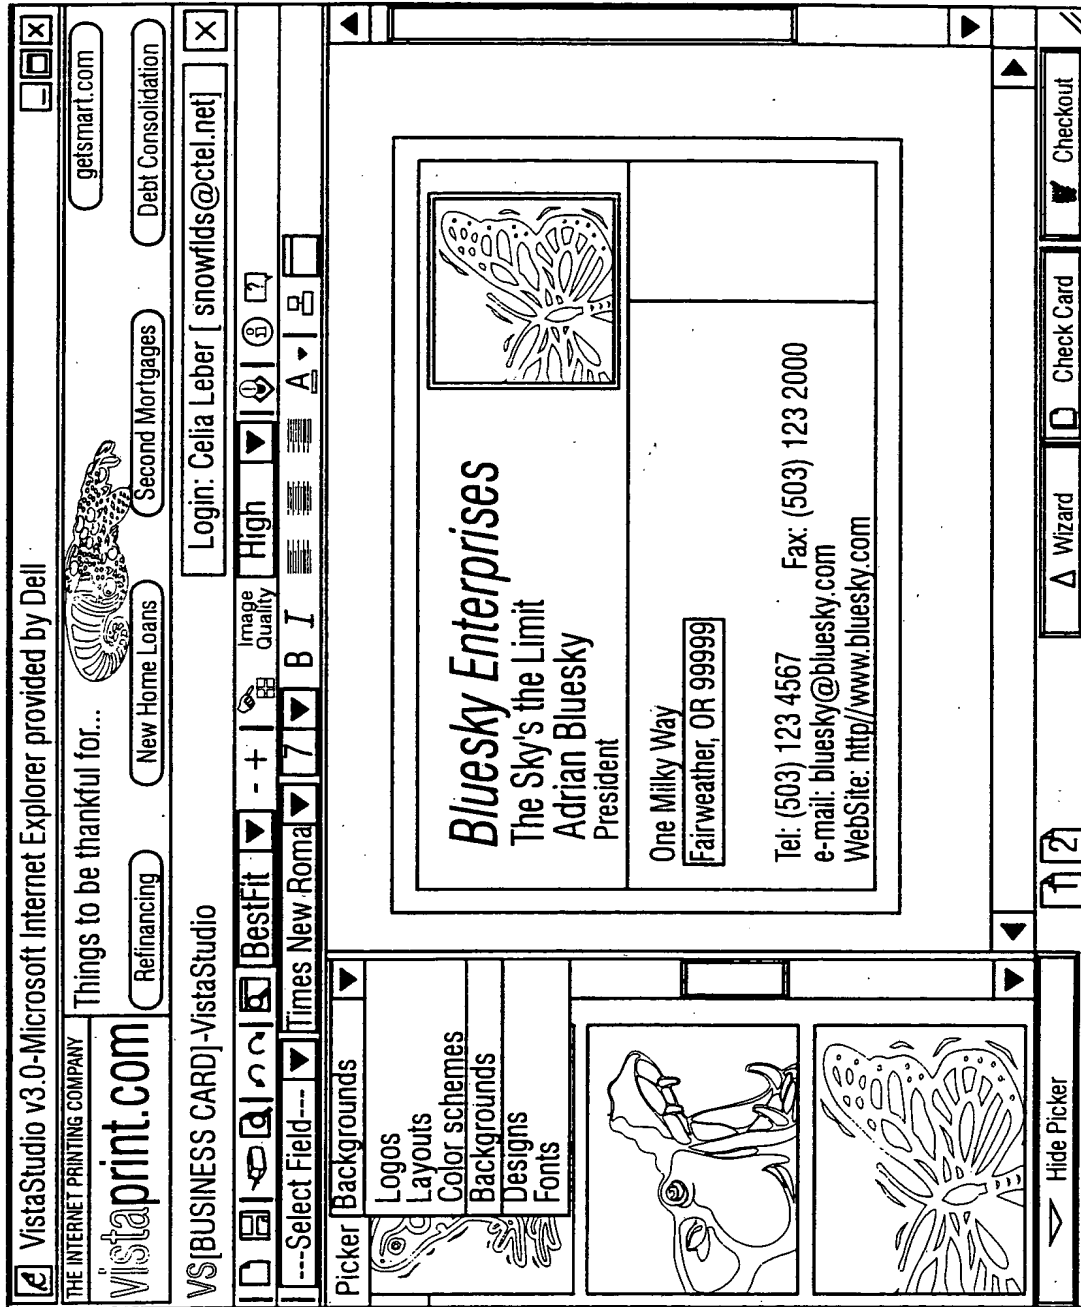 VistaStudio v3.0-Microsoft Internet Explorer provided by Dell
THE INTERNET PRINTING COMPANY
vistaprint.com
Things to be thankful for...
getsmart.com
Refinancing
New Home Loans
Second Mortgages
Debt Consolidation
VS[BUSINESS CARD]-VistaStudio
Login: Celia Leber [ snowflds@ctel.net]
BestFit
- +
Image
Quality
High
?
----Select Field---
Times New Roma
7
B I
A
Picker
Backgrounds
Logos
Layouts
Color schemes
Backgrounds
Designs
Fonts
Bluesky Enterprises
The Sky's the Limit
Adrian Bluesky
President
One Milky Way
Fairweather, OR 99999
Tel: (503) 123 4567 Fax: (503) 123 2000
e-mail: bluesky@bluesky.com
WebSite: http//www.bluesky.com
Hide Picker
1 2
Wizard
Check Card
Checkout